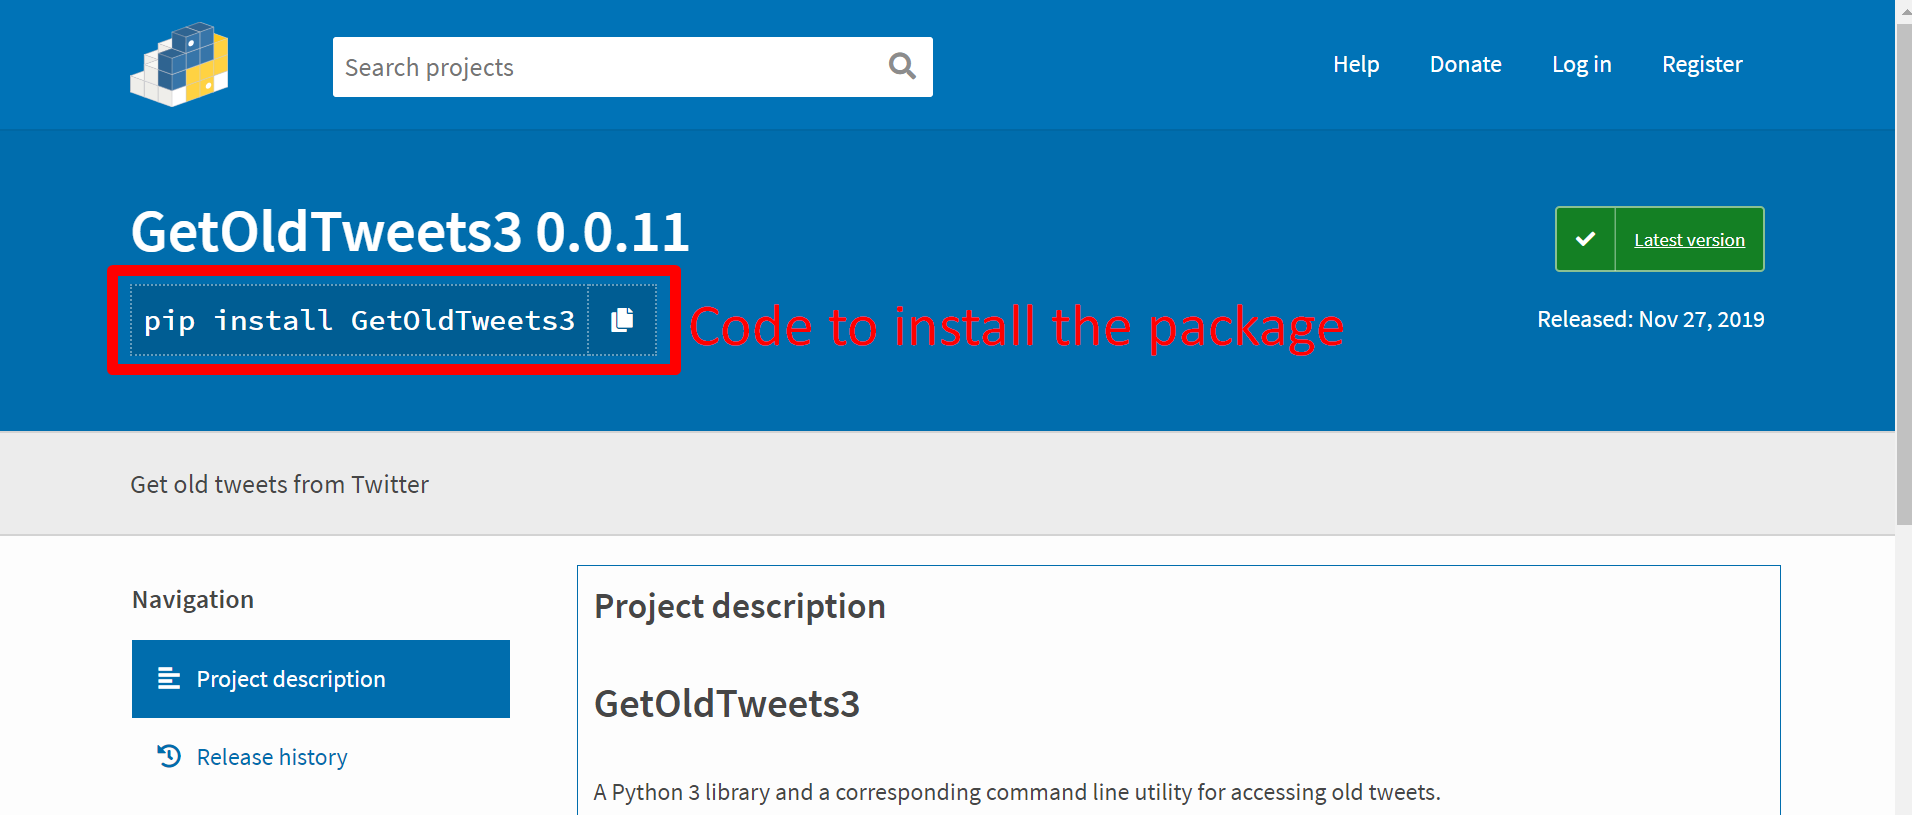 Search projects
Help
Donate
Log in
Register
GetOldTweets3 0.0.11
Latest version
pip install GetOldTweets3
Code to install the package
Released: Nov 27, 2019
Get old tweets from Twitter
Navigation
Project description
Release history
Project description
GetOldTweets3
A Python 3 library and a corresponding command line utility for accessing old tweets.